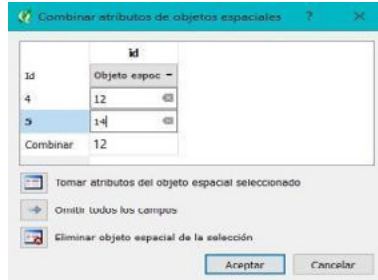 Combinar atributos de objetos espaciales ? ×
id
Id Objeto espac
4 12
5 14
Combinar 12
Tomar atributos del objeto espacial seleccionado
Omitir todos los campos
Eliminar objeto espacial de la selección
Aceptar Cancelar